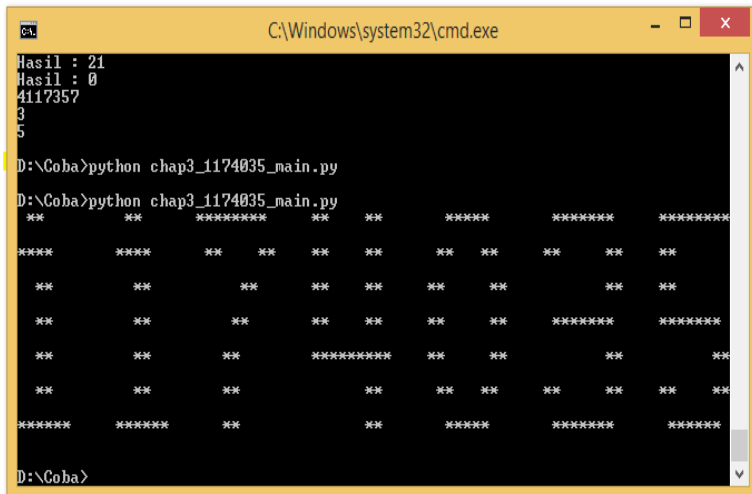 C:\Windows\system32\cmd.exe
Hasil : 21
Hasil : 0
4117357
3
5
D:\Coba>python chap3_1174035_main.py
D:\Coba>python chap3_1174035_main.py
** ** ******** ** ** ***** ******* ********
**** **** ** ** ** ** ** ** ** ** **
** ** ** ** ** ** ** ** **
** ** ** ** ** ** ** ******* *******
** ** ** ********* ** ** ** **
** ** ** ** ** ** ** ** ** **
****** ****** ** ** ***** ******* ******
D:\Coba>